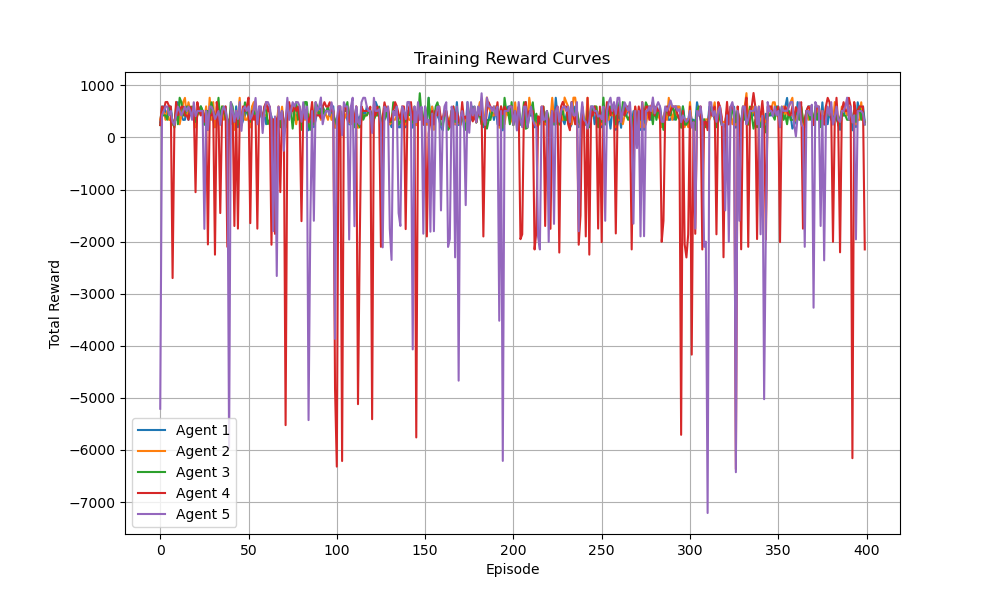 Training Reward Curves
Total Reward
1000
0
−1000
−2000
−3000
−4000
−5000
−6000
−7000
Agent 1
Agent 2
Agent 3
Agent 4
Agent 5
0 50 100 150 200 250 300 350 400
Episode